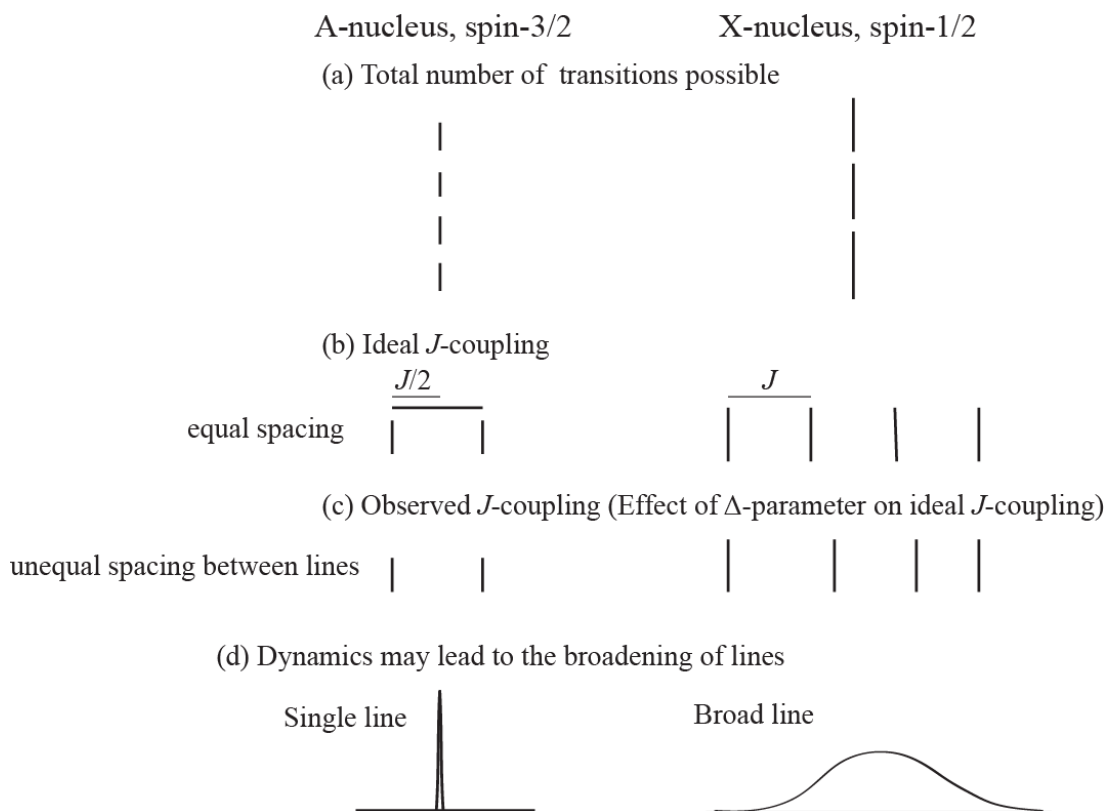 A-nucleus, spin-3/2 X-nucleus, spin-1/2
(a) Total number of transitions possible
(b) Ideal J-coupling
J/2 J
equal spacing
(c) Observed J-coupling (Effect of Δ-parameter on ideal J-coupling)
unequal spacing between lines
(d) Dynamics may lead to the broadening of lines
Single line Broad line